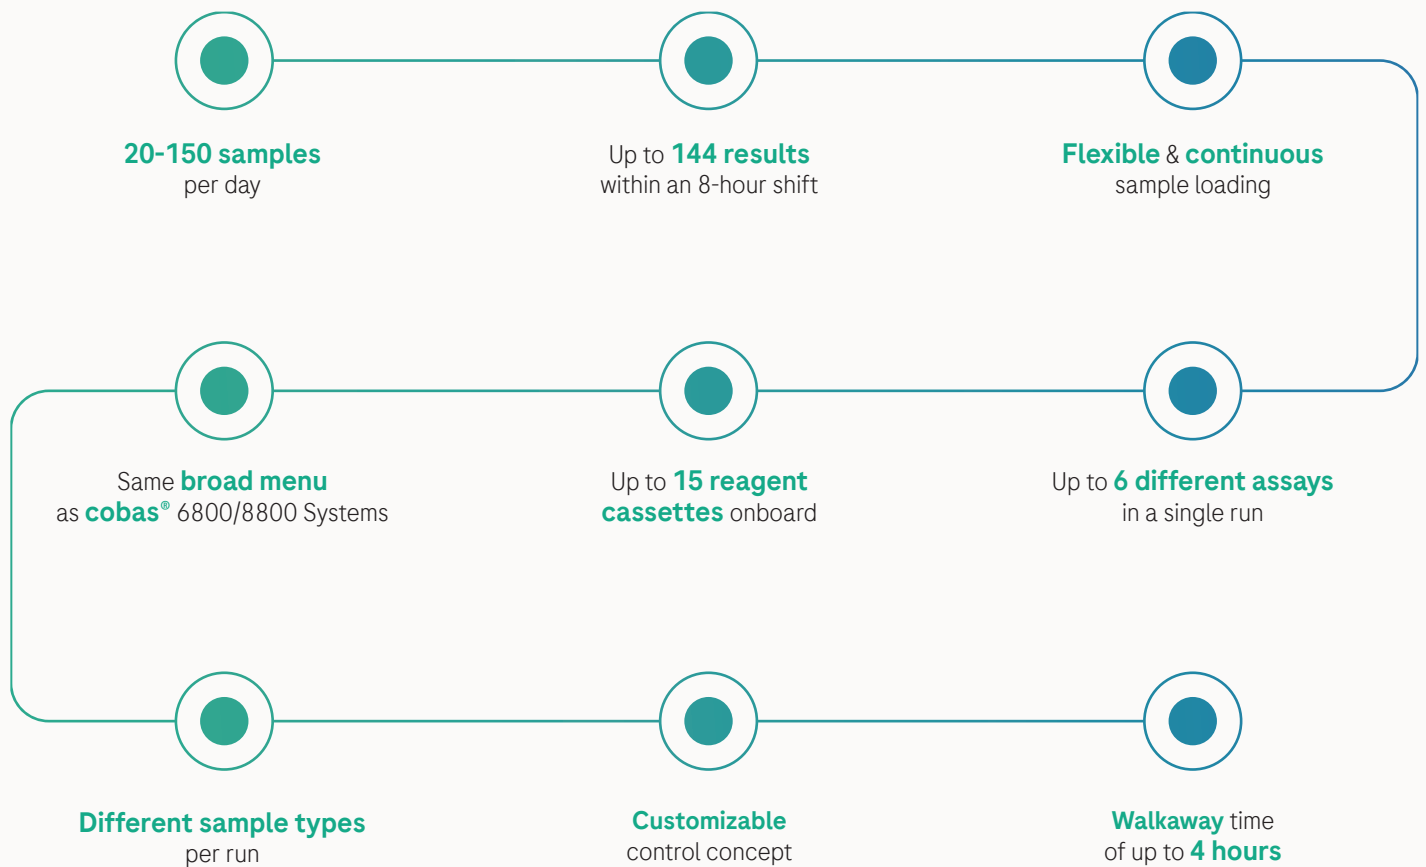 20-150 samples
per day
Up to 144 results
within an 8-hour shift
Flexible & continuous
sample loading
Same broad menu
as cobas® 6800/8800 Systems
Up to 15 reagent
cassettes onboard
Up to 6 different assays
in a single run
Different sample types
per run
Customizable
control concept
Walkaway time
of up to 4 hours